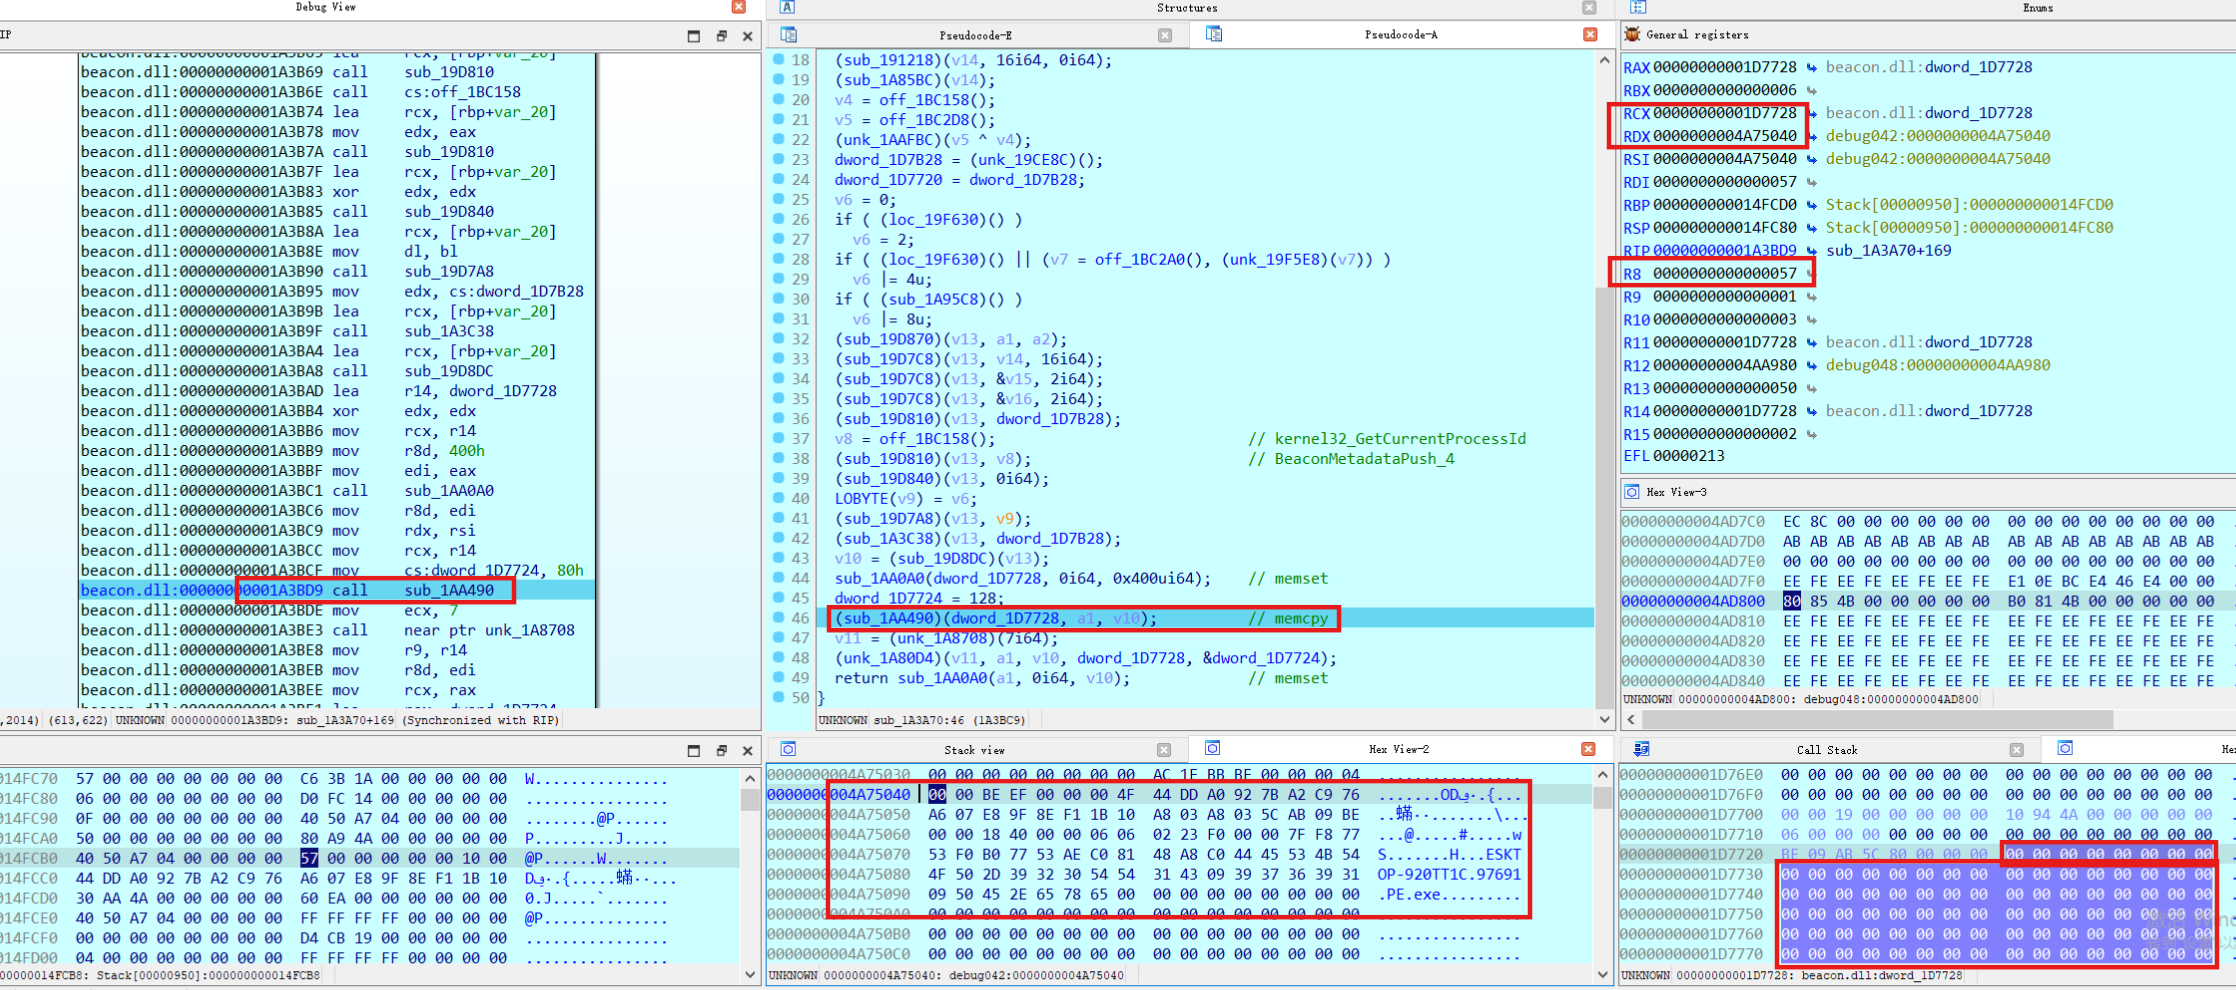 Debug View
IP
beacon.dll:00000000001A3B69 call sub_19D810
beacon.dll:00000000001A3B6E call cs:off_1BC158
beacon.dll:00000000001A3B74 lea rcx, [rbp+var_20]
beacon.dll:00000000001A3B78 mov edx, eax
beacon.dll:00000000001A3B7A call sub_19D810
beacon.dll:00000000001A3B7F lea rcx, [rbp+var_20]
beacon.dll:00000000001A3B83 xor edx, edx
beacon.dll:00000000001A3B85 call sub_19D840
beacon.dll:00000000001A3B8A lea rcx, [rbp+var_20]
beacon.dll:00000000001A3B8E mov dl, bl
beacon.dll:00000000001A3B90 call sub_19D7A8
beacon.dll:00000000001A3B95 mov edx, cs:dword_1D7B28
beacon.dll:00000000001A3B9B lea rcx, [rbp+var_20]
beacon.dll:00000000001A3B9F call sub_1A3C38
beacon.dll:00000000001A3BA4 lea rcx, [rbp+var_20]
beacon.dll:00000000001A3BA8 call sub_19D8DC
beacon.dll:00000000001A3BAD lea r14, dword_1D7728
beacon.dll:00000000001A3BB4 xor edx, edx
beacon.dll:00000000001A3BB6 mov rcx, r14
beacon.dll:00000000001A3BB9 mov r8d, 400h
beacon.dll:00000000001A3BBF mov edi, eax
beacon.dll:00000000001A3BC1 call sub_1AA0A0
beacon.dll:00000000001A3BC6 mov r8d, edi
beacon.dll:00000000001A3BC9 mov rdx, rsi
beacon.dll:00000000001A3BCC mov rcx, r14
beacon.dll:00000000001A3BCF mov cs:dword_1D7724, 80h
beacon.dll:00000000001A3BD9 call sub_1AA490
beacon.dll:00000000001A3BDE mov ecx, 7
beacon.dll:00000000001A3BE3 call near ptr unk_1A8708
beacon.dll:00000000001A3BE8 mov r9, r14
beacon.dll:00000000001A3BEB mov r8d, edi
beacon.dll:00000000001A3BEE mov rcx, rax
,2014) (613,622) UNKNOWN 00000000001A3BD9: sub_1A3A70+169 (Synchronized with RIP)
Structures
Pseudocode-E
Pseudocode-A
18 (sub_191218)(v14, 16i64, 0i64);
19 (sub_1A85BC)(v14);
20 v4 = off_1BC158();
21 v5 = off_1BC2D8();
22 (unk_1AAFBC)(v5 ^ v4);
23 dword_1D7B28 = (unk_19CE8C)();
24 dword_1D7720 = dword_1D7B28;
25 v6 = 0;
26 if ( (loc_19F630)() )
27 v6 = 2;
28 if ( (loc_19F630)() || (v7 = off_1BC2A0(), (unk_19F5E8)(v7)) )
29 v6 |= 4u;
30 if ( (sub_1A95C8)() )
31 v6 |= 8u;
32 (sub_19D870)(v13, a1, a2);
33 (sub_19D7C8)(v13, v14, 16i64);
34 (sub_19D7C8)(v13, &v15, 2i64);
35 (sub_19D7C8)(v13, &v16, 2i64);
36 (sub_19D810)(v13, dword_1D7B28);
37 v8 = off_1BC158(); // kernel32_GetCurrentProcessId
38 (sub_19D810)(v13, v8); // BeaconMetadataPush_4
39 (sub_19D840)(v13, 0i64);
40 LOBYTE(v9) = v6;
41 (sub_19D7A8)(v13, v9);
42 (sub_1A3C38)(v13, dword_1D7B28);
43 v10 = (sub_19D8DC)(v13);
44 sub_1AA0A0(dword_1D7728, 0i64, 0x400ui64); // memset
45 dword_1D7724 = 128;
46 (sub_1AA490)(dword_1D7728, a1, v10); // memcpy
47 v11 = (unk_1A8708)(7i64);
48 (unk_1A80D4)(v11, a1, v10, dword_1D7728, &dword_1D7724);
49 return sub_1AA0A0(a1, 0i64, v10); // memset
50 }
UNKNOWN sub_1A3A70:46 (1A3BC9)
Enums
General registers
RAX 00000000001D7728 beacon.dll:dword_1D7728
RBX 0000000000000006
RCX 00000000001D7728 beacon.dll:dword_1D7728
RDX 0000000004A75040 debug042:0000000004A75040
RSI 0000000004A75040 debug042:0000000004A75040
RDI 0000000000000057
RBP 000000000014FCD0 Stack[00000950]:000000000014FCD0
RSP 000000000014FC80 Stack[00000950]:000000000014FC80
RIP 00000000001A3BD9 sub_1A3A70+169
R8 0000000000000057
R9 0000000000000001
R10 0000000000000003
R11 00000000001D7728 beacon.dll:dword_1D7728
R12 00000000004AA980 debug048:00000000004AA980
R13 0000000000000050
R14 00000000001D7728 beacon.dll:dword_1D7728
R15 0000000000000002
EFL 00000213
Hex View-3
00000000004AD7C0 EC 8C 00 00 00 00 00 00 00 00 00 00 00 00 00 00
00000000004AD7D0 AB AB AB AB AB AB AB AB AB AB AB AB AB AB AB AB
00000000004AD7E0 00 00 00 00 00 00 00 00 00 00 00 00 00 00 00 00
00000000004AD7F0 EE FE EE FE EE FE EE FE E1 0E BC E4 46 E4 00 00
00000000004AD800 80 85 4B 00 00 00 00 00 B0 81 4B 00 00 00 00 00
00000000004AD810 EE FE EE FE EE FE EE FE EE FE EE FE EE FE EE FE
00000000004AD820 EE FE EE FE EE FE EE FE EE FE EE FE EE FE EE FE
00000000004AD830 EE FE EE FE EE FE EE FE EE FE EE FE EE FE EE FE
00000000004AD840 EE FE EE FE EE FE EE FE EE FE EE FE EE FE EE FE
UNKNOWN 00000000004AD800: debug048:00000000004AD800
014FC70 57 00 00 00 00 00 00 00 C6 3B 1A 00 00 00 00 00 W...............
014FC80 06 00 00 00 00 00 00 00 D0 FC 14 00 00 00 00 00 ................
014FC90 0F 00 00 00 00 00 00 00 40 50 A7 04 00 00 00 00 ........@P......
014FCA0 50 00 00 00 00 00 00 00 80 A9 4A 00 00 00 00 00 P.........J.....
014FCB0 40 50 A7 04 00 00 00 00 57 00 00 00 00 00 10 00 @P......W.......
014FCC0 44 DD A0 92 7B A2 C9 76 A6 07 E8 9F 8E F1 1B 10
014FCD0 30 AA 4A 00 00 00 00 00 60 EA 00 00 00 00 00 00 0.J.....`.......
014FCE0 40 50 A7 04 00 00 00 00 FF FF FF FF 00 00 00 00 @P..............
014FCF0 00 00 00 00 00 00 00 00 D4 CB 19 00 00 00 00 00 ................
014FD00 04 00 00 00 00 00 00 00 FF FF FF FF 00 00 00 00 ................
00000014FCB8: Stack[00000950]:000000000014FCB8
Stack view
Hex View-2
0000000004A75030 00 00 00 00 00 00 00 00 AC 1E BB BE 00 00 00 04
0000000004A75040 00 00 BE EF 00 00 00 4F 44 DD A0 92 7B A2 C9 76
0000000004A75050 A6 07 E8 9F 8E F1 1B 10 A8 03 A8 03 5C AB 09 BE
0000000004A75060 00 00 18 40 00 00 06 06 02 23 F0 00 00 7F F8 77 ...@.....#.....w
0000000004A75070 53 F0 B0 77 53 AE C0 81 48 A8 C0 44 45 53 4B 54 S.......H...ESKT
0000000004A75080 4F 50 2D 39 32 30 54 54 31 43 09 39 37 36 39 31 OP-920TT1C.97691
0000000004A75090 09 50 45 2E 65 78 65 00 00 00 00 00 00 00 00 00 .PE.exe.........
0000000004A750A0 00 00 00 00 00 00 00 00 00 00 00 00 00 00 00 00
0000000004A750B0 00 00 00 00 00 00 00 00 00 00 00 00 00 00 00 00 ................
0000000004A750C0 00 00 00 00 00 00 00 00 00 00 00 00 00 00 00 00 ................
UNKNOWN 0000000004A75040: debug042:0000000004A75040
Call Stack
00000000001D76E0 00 00 00 00 00 00 00 00 00 00 00 00 00 00 00 00
00000000001D76F0 00 00 00 00 00 00 00 00 00 00 00 00 00 00 00 00
00000000001D7700 00 00 19 00 00 00 00 00 10 94 4A 00 00 00 00 00
00000000001D7710 06 00 00 00 00 00 00 00 00 00 00 00 00 00 00 00
00000000001D7720 BE 09 AB 5C 80 00 00 00 00 00 00 00 00 00 00 00
00000000001D7730 00 00 00 00 00 00 00 00 00 00 00 00 00 00 00 00
00000000001D7740 00 00 00 00 00 00 00 00 00 00 00 00 00 00 00 00
00000000001D7750 00 00 00 00 00 00 00 00 00 00 00 00 00 00 00 00
00000000001D7760 00 00 00 00 00 00 00 00 00 00 00 00 00 00 00 00
00000000001D7770 00 00 00 00 00 00 00 00 00 00 00 00 00 00 00 00
UNKNOWN 00000000001D7728: beacon.dll:dword_1D7728